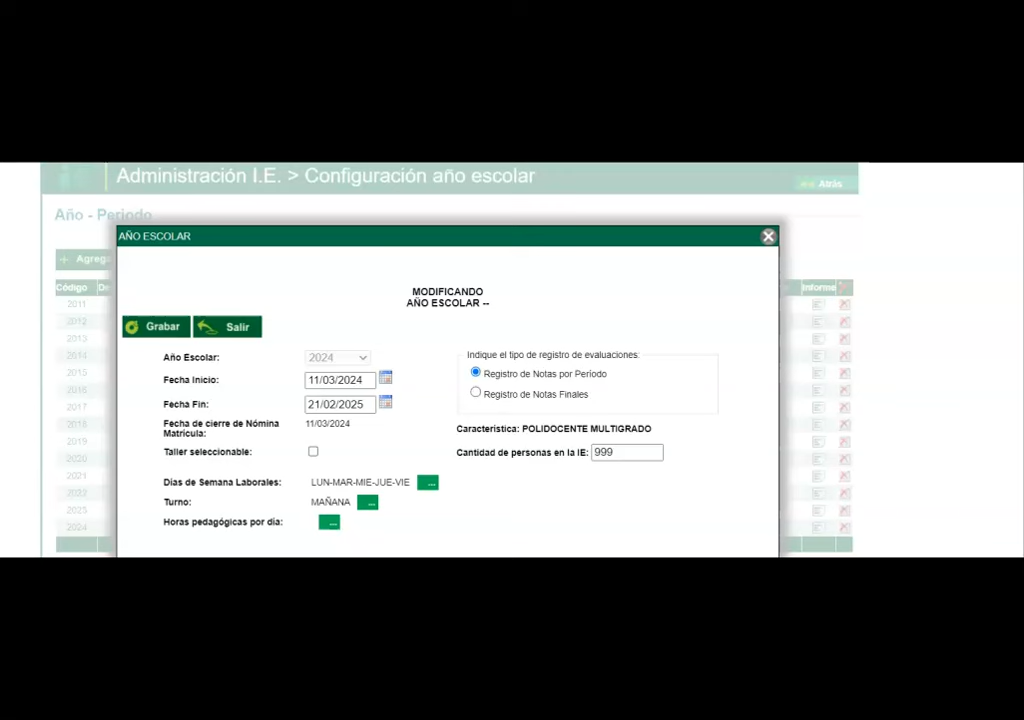 Administración I.E. > Configuración año escolar
Atrás
Año - Periodo
AÑO ESCOLAR
Agrega
Código
Informe
MODIFICANDO
AÑO ESCOLAR --
Grabar Salir
Año Escolar: 2024
Indique el tipo de registro de evaluaciones:
Registro de Notas por Período
Fecha Inicio: 11/03/2024
Registro de Notas Finales
Fecha Fin: 21/02/2025
Fecha de cierre de Nómina
Matrícula:
11/03/2024
Característica: POLIDOCENTE MULTIGRADO
Taller seleccionable:
Cantidad de personas en la IE: 999
Días de Semana Laborales: LUN-MAR-MIE-JUE-VIE ...
Turno: MAÑANA ...
Horas pedagógicas por día: ...
2011
2012
2013
2014
2015
2016
2017
2018
2019
2020
2021
2022
2025
2024